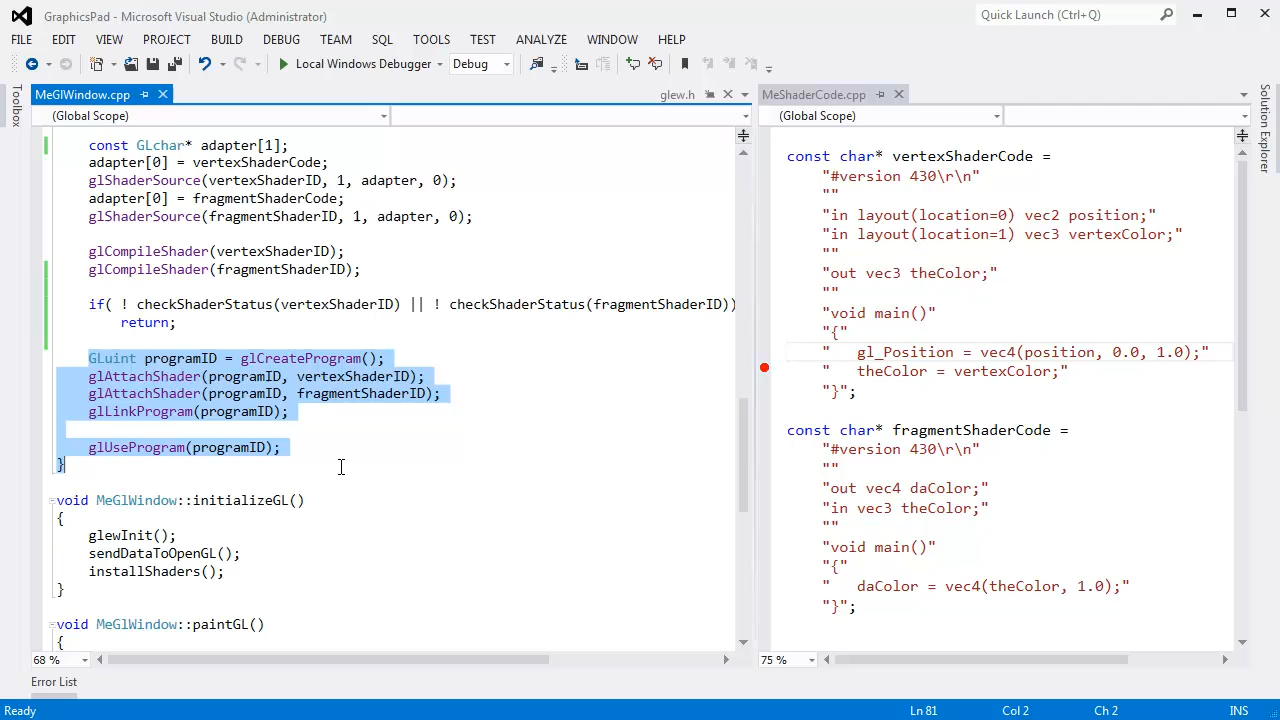 GraphicsPad - Microsoft Visual Studio (Administrator)
Quick Launch (Ctrl+Q)
FILE EDIT VIEW PROJECT BUILD DEBUG TEAM SQL TOOLS TEST ANALYZE WINDOW HELP
Local Windows Debugger Debug
Toolbox
MeGlWindow.cpp
glew.h
(Global Scope)
const GLchar* adapter[1];
adapter[0] = vertexShaderCode;
glShaderSource(vertexShaderID, 1, adapter, 0);
adapter[0] = fragmentShaderCode;
glShaderSource(fragmentShaderID, 1, adapter, 0);
glCompileShader(vertexShaderID);
glCompileShader(fragmentShaderID);
if( ! checkShaderStatus(vertexShaderID) || ! checkShaderStatus(fragmentShaderID))
return;
GLuint programID = glCreateProgram();
glAttachShader(programID, vertexShaderID);
glAttachShader(programID, fragmentShaderID);
glLinkProgram(programID);
glUseProgram(programID);
}
void MeGlWindow::initializeGL()
{
glewInit();
sendDataToOpenGL();
installShaders();
}
void MeGlWindow::paintGL()
{
68 %
MeShaderCode.cpp
(Global Scope)
const char* vertexShaderCode =
"#version 430\r\n"
""
"in layout(location=0) vec2 position;"
"in layout(location=1) vec3 vertexColor;"
""
"out vec3 theColor;"
""
"void main()"
"{"
"   gl_Position = vec4(position, 0.0, 1.0);"
"   theColor = vertexColor;"
"}";
const char* fragmentShaderCode =
"#version 430\r\n"
""
"out vec4 daColor;"
"in vec3 theColor;"
""
"void main()"
"{"
"   daColor = vec4(theColor, 1.0);"
"}";
75 %
Solution Explorer
Error List
Ready Ln 81 Col 2 Ch 2 INS